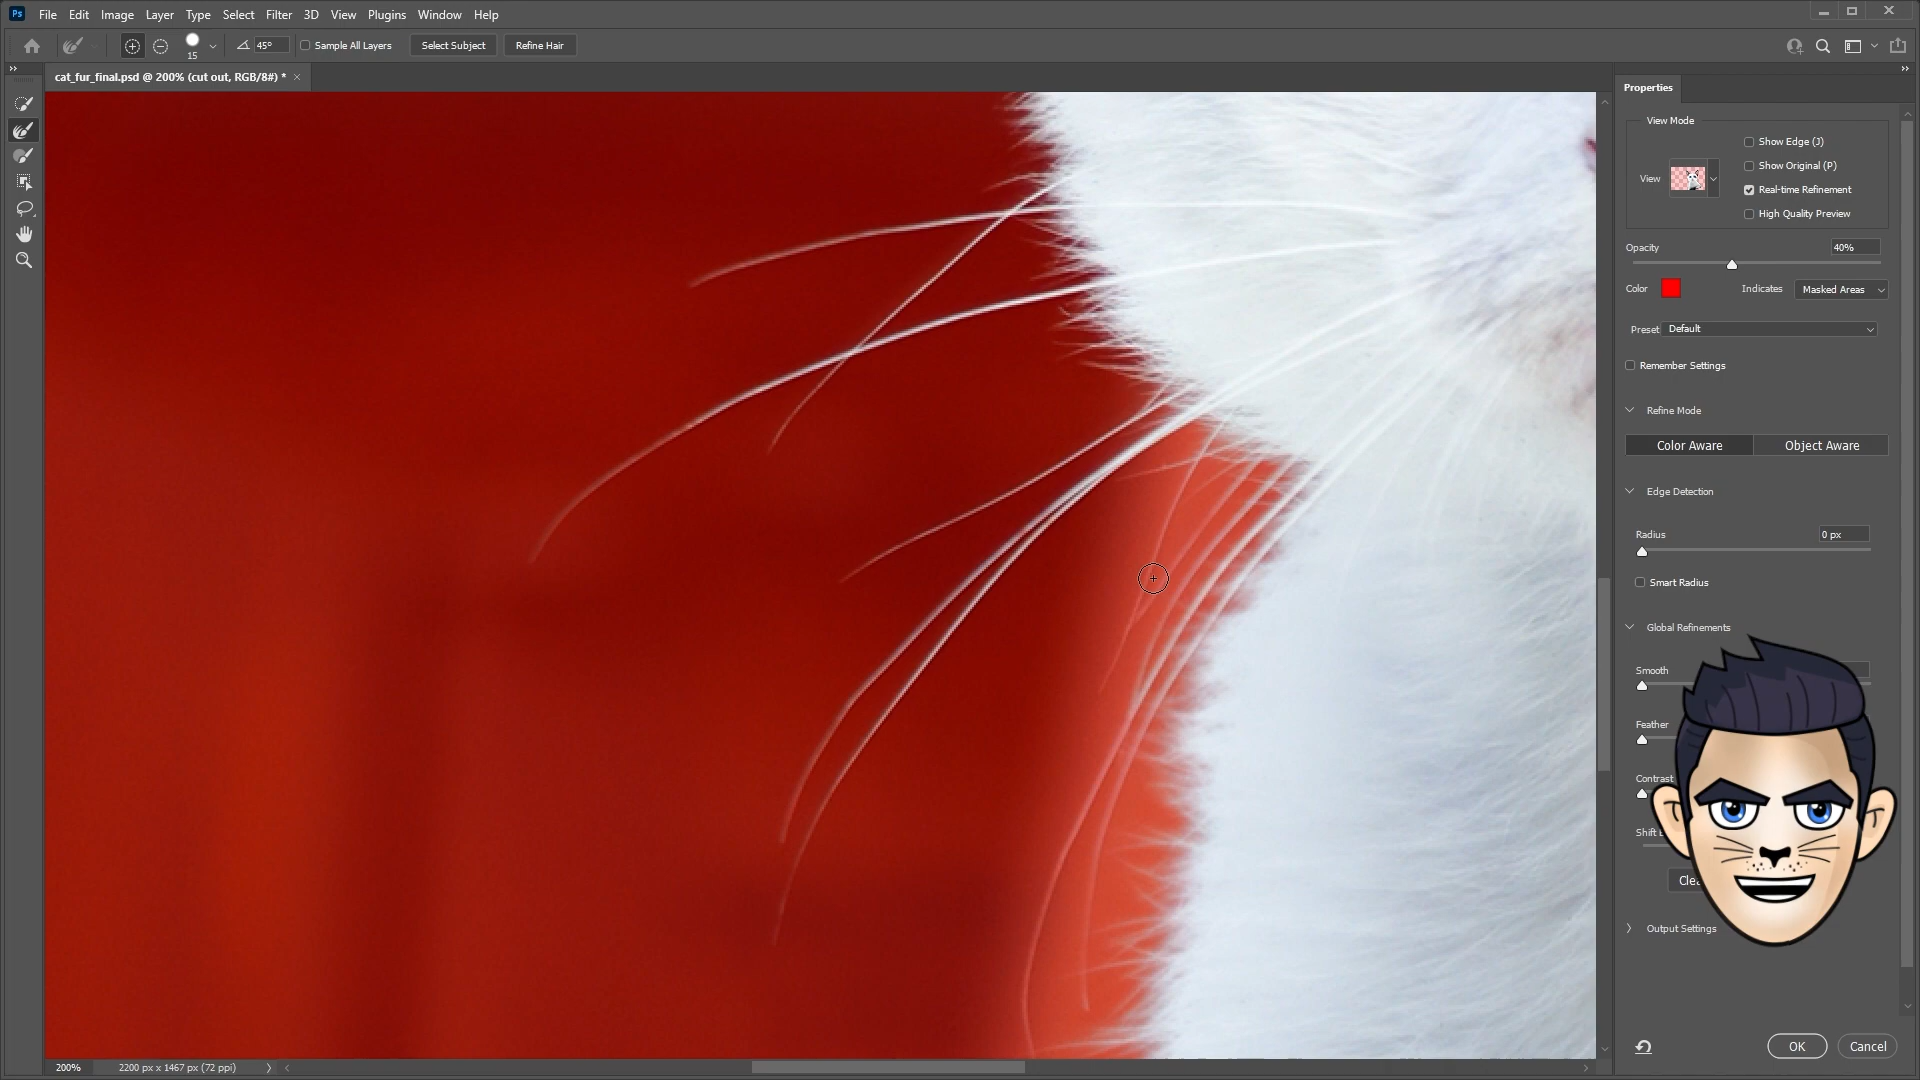 Ps File Edit Image Layer Type Select Filter 3D View Plugins Window Help
15 45° Sample All Layers Select Subject Refine Hair
cat_fur_final.psd @ 200% (cut out, RGB/8#) * ×
Properties
View Mode
Show Edge (J)
Show Original (P)
View
Real-time Refinement
High Quality Preview
Opacity 40%
Color Indicates Masked Areas
Preset Default
Remember Settings
Refine Mode
Color Aware Object Aware
Edge Detection
Radius 0 px
Smart Radius
Global Refinements
Smooth
Feather
Contrast
Shift
Output Settings
OK Cancel
200% 2200 px x 1467 px (72 ppi)